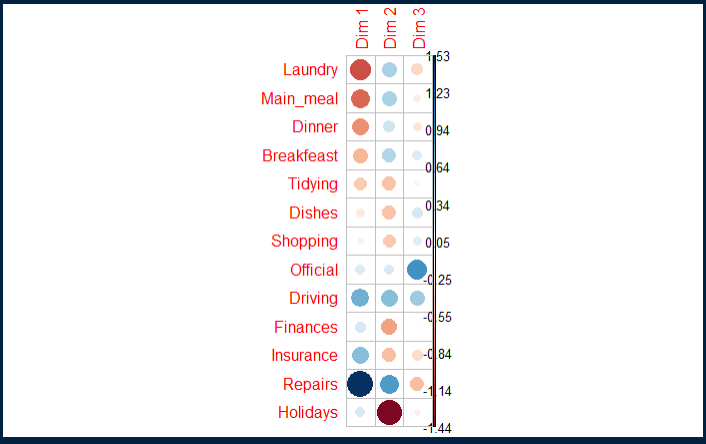 Dim 1
Dim 2
Dim 3
Laundry
Main_meal
Dinner
Breakfeast
Tidying
Dishes
Shopping
Official
Driving
Finances
Insurance
Repairs
Holidays
1.53
1.23
0.94
0.64
0.34
0.05
-0.25
-0.55
-0.84
-1.14
-1.44